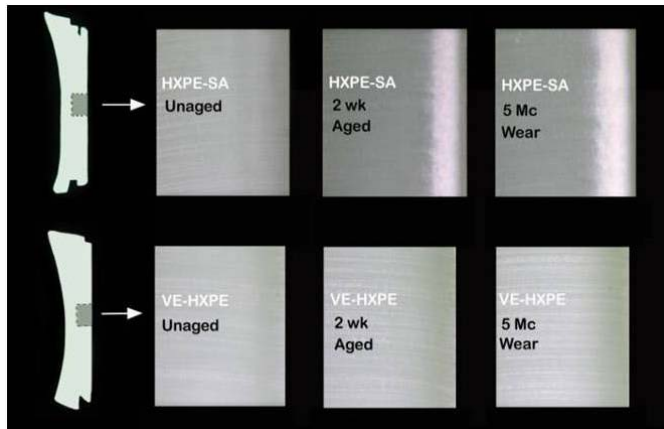 HXPE-SA
Unaged
HXPE-SA
2 wk
Aged
HXPE-SA
5 Mc
Wear
VE-HXPE
Unaged
VE-HXPE
2 wk
Aged
VE-HXPE
5 Mc
Wear